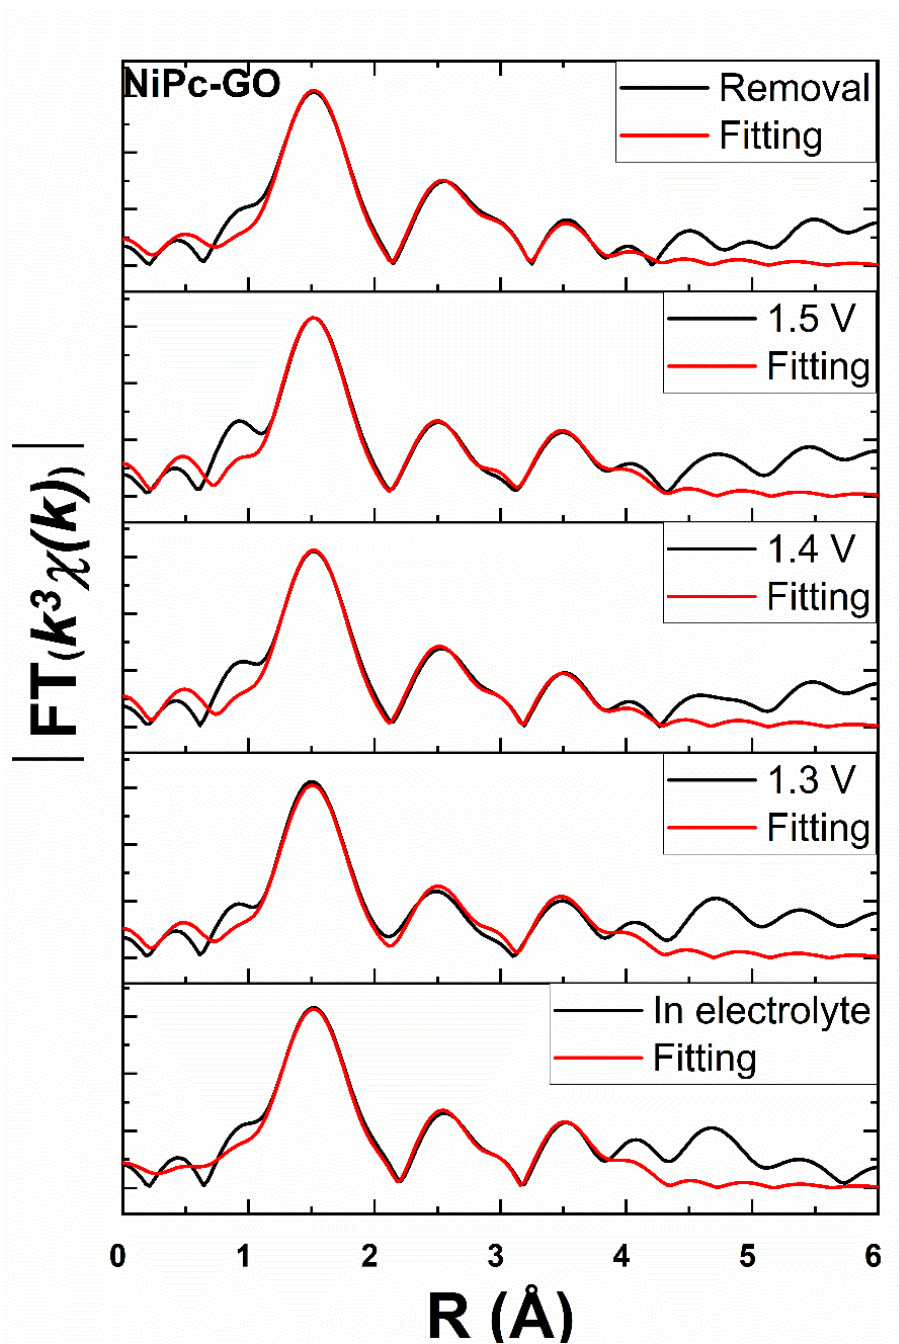 NiPc-GO
Removal
Fitting
1.5 V
Fitting
1.4 V
Fitting
1.3 V
Fitting
In electrolyte
Fitting
|FT(k³χ(k))|
0 1 2 3 4 5 6
R (Å)